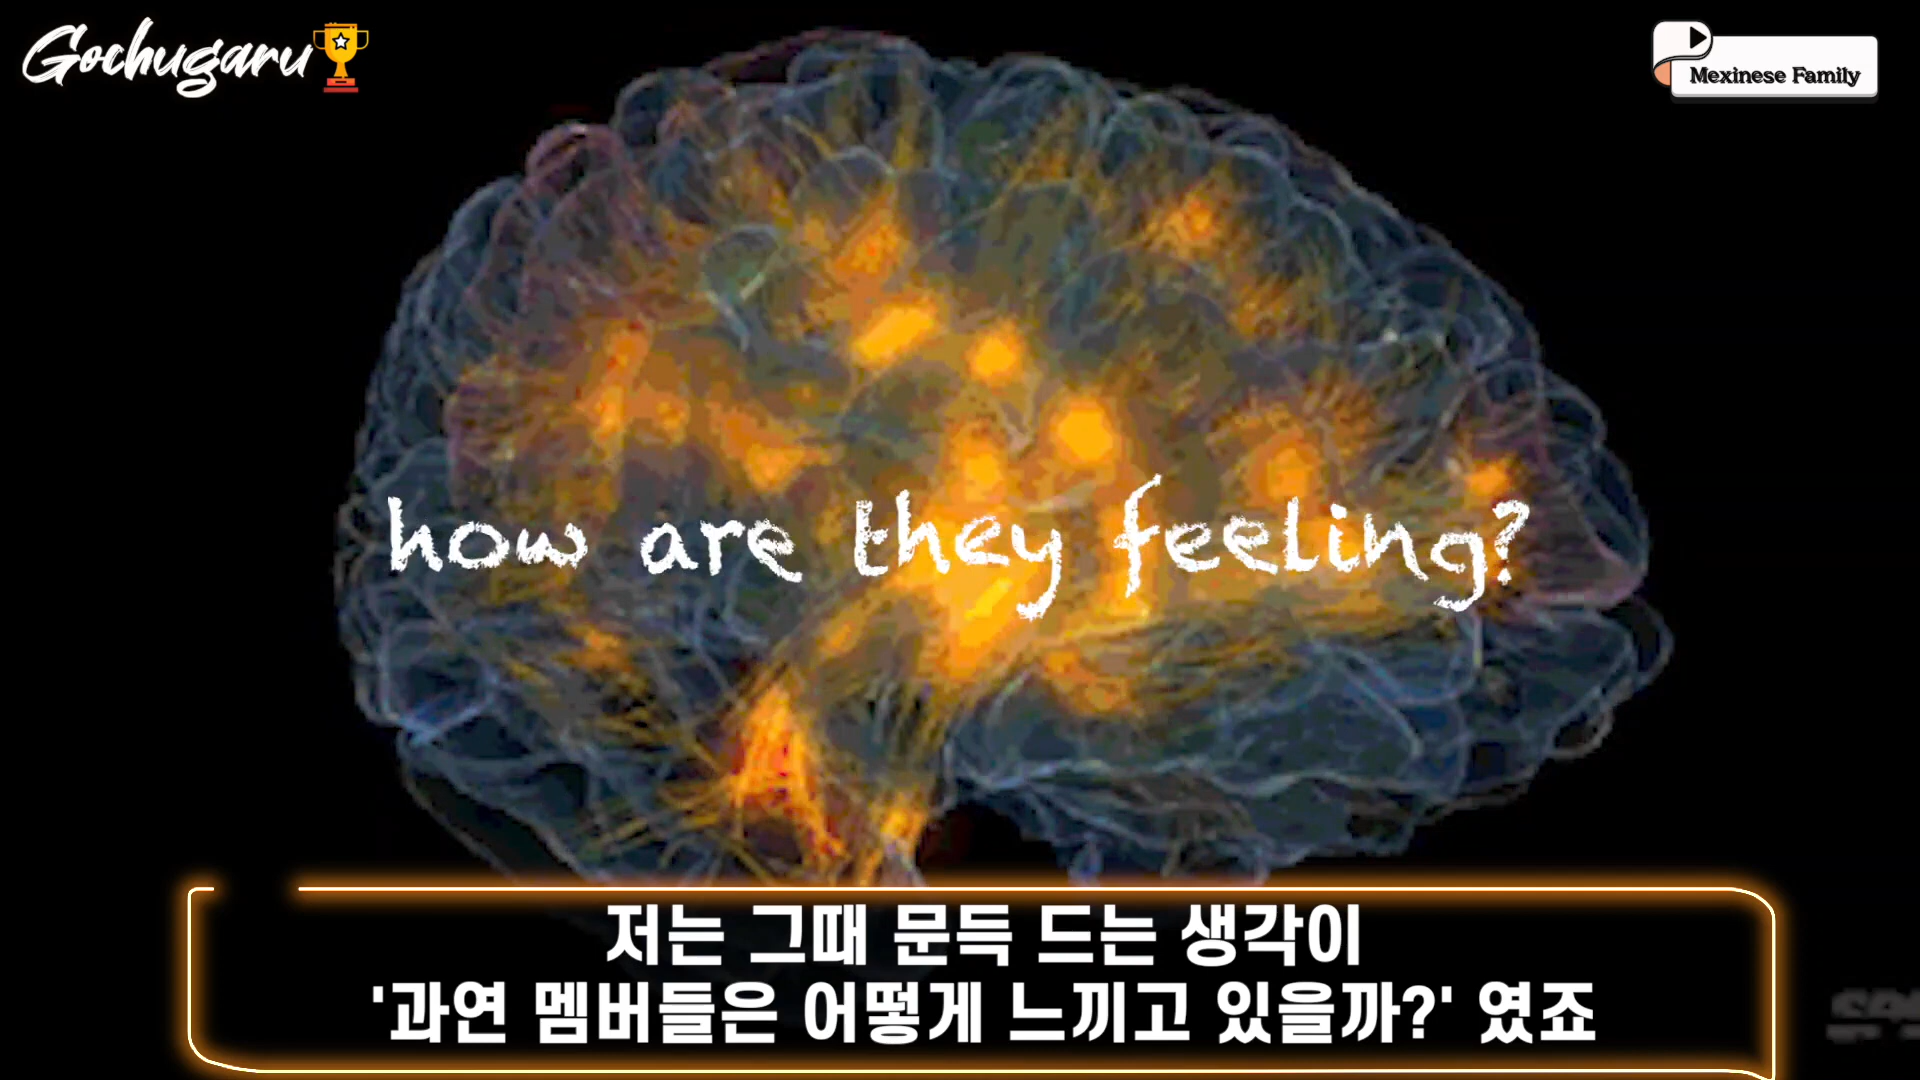 Gochugaru
Mexinese Family
how are they feeling?
저는 그때 문득 드는 생각이
'과연 멤버들은 어떻게 느끼고 있을까?' 였죠